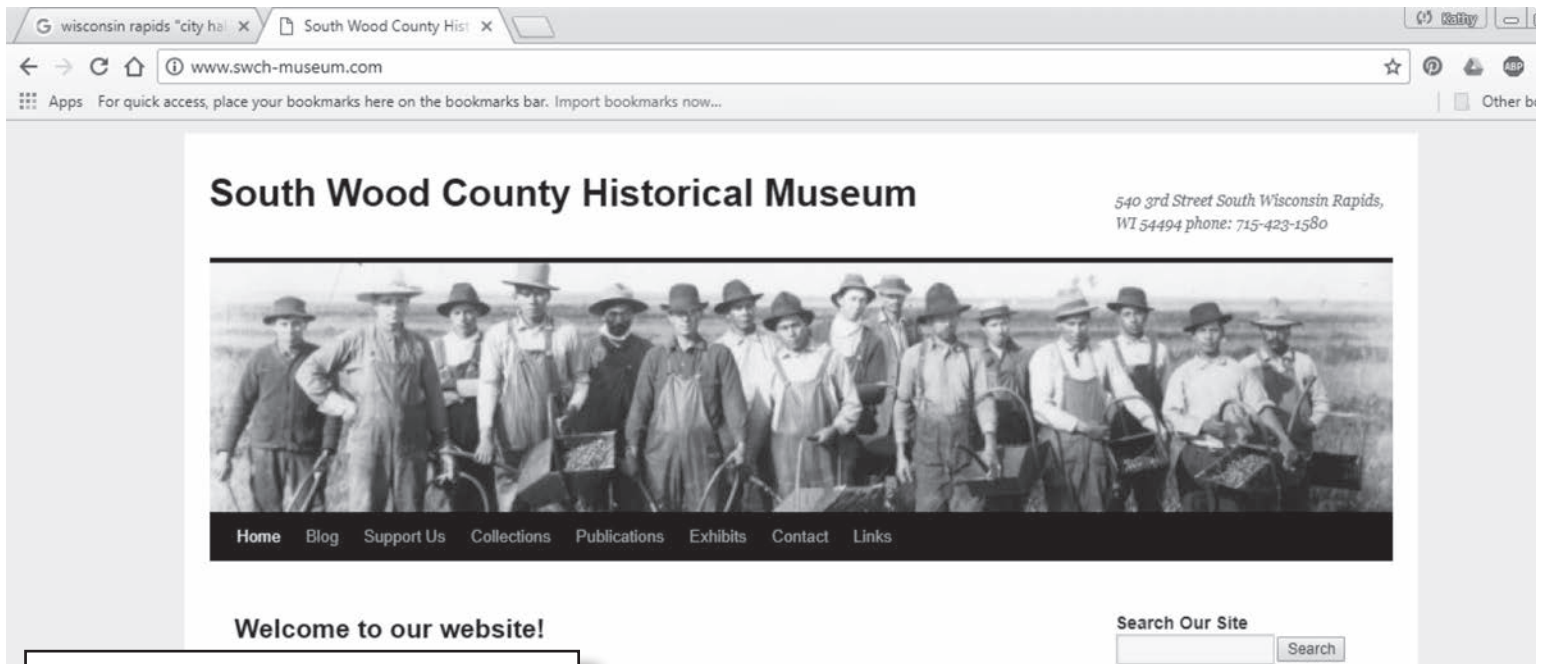 wisconsin rapids "city hal
South Wood County Hist
Kathy
www.swch-museum.com
ABP
Apps For quick access, place your bookmarks here on the bookmarks bar. Import bookmarks now...
Other bo
South Wood County Historical Museum
540 3rd Street South Wisconsin Rapids,
WI 54494 phone: 715-423-1580
Home Blog Support Us Collections Publications Exhibits Contact Links
Welcome to our website!
Search Our Site
Search